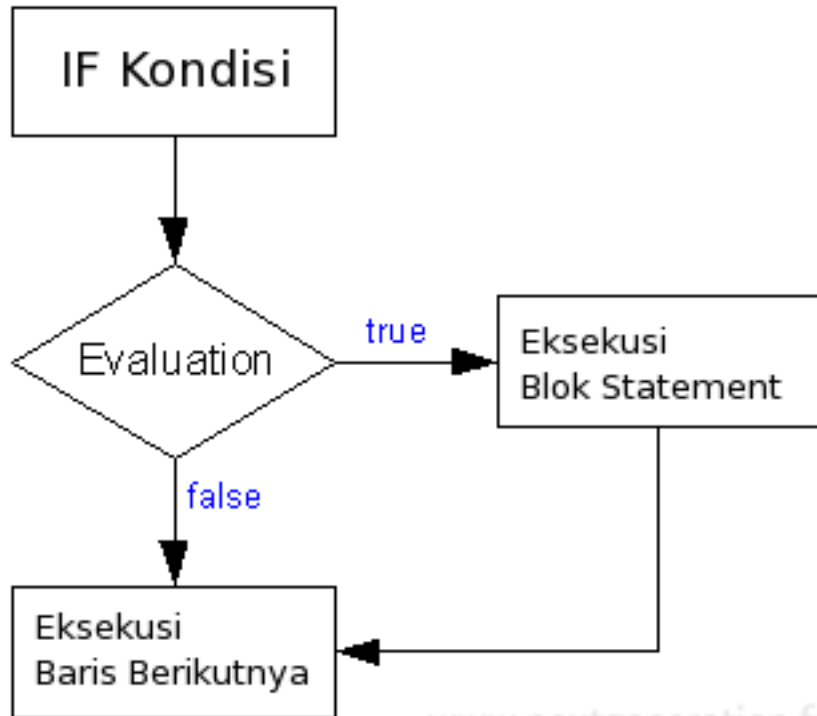 IF Kondisi
Evaluation
true
Eksekusi
Blok Statement
false
Eksekusi
Baris Berikutnya